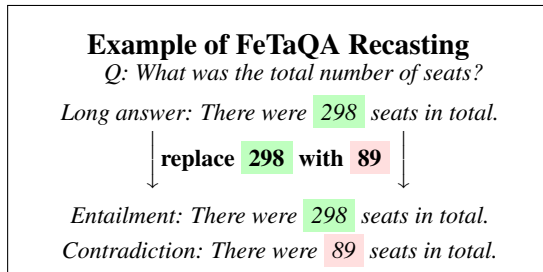 Example of FeTaQA Recasting
Q: What was the total number of seats?
Long answer: There were 298 seats in total.
replace 298 with 89
Entailment: There were 298 seats in total.
Contradiction: There were 89 seats in total.